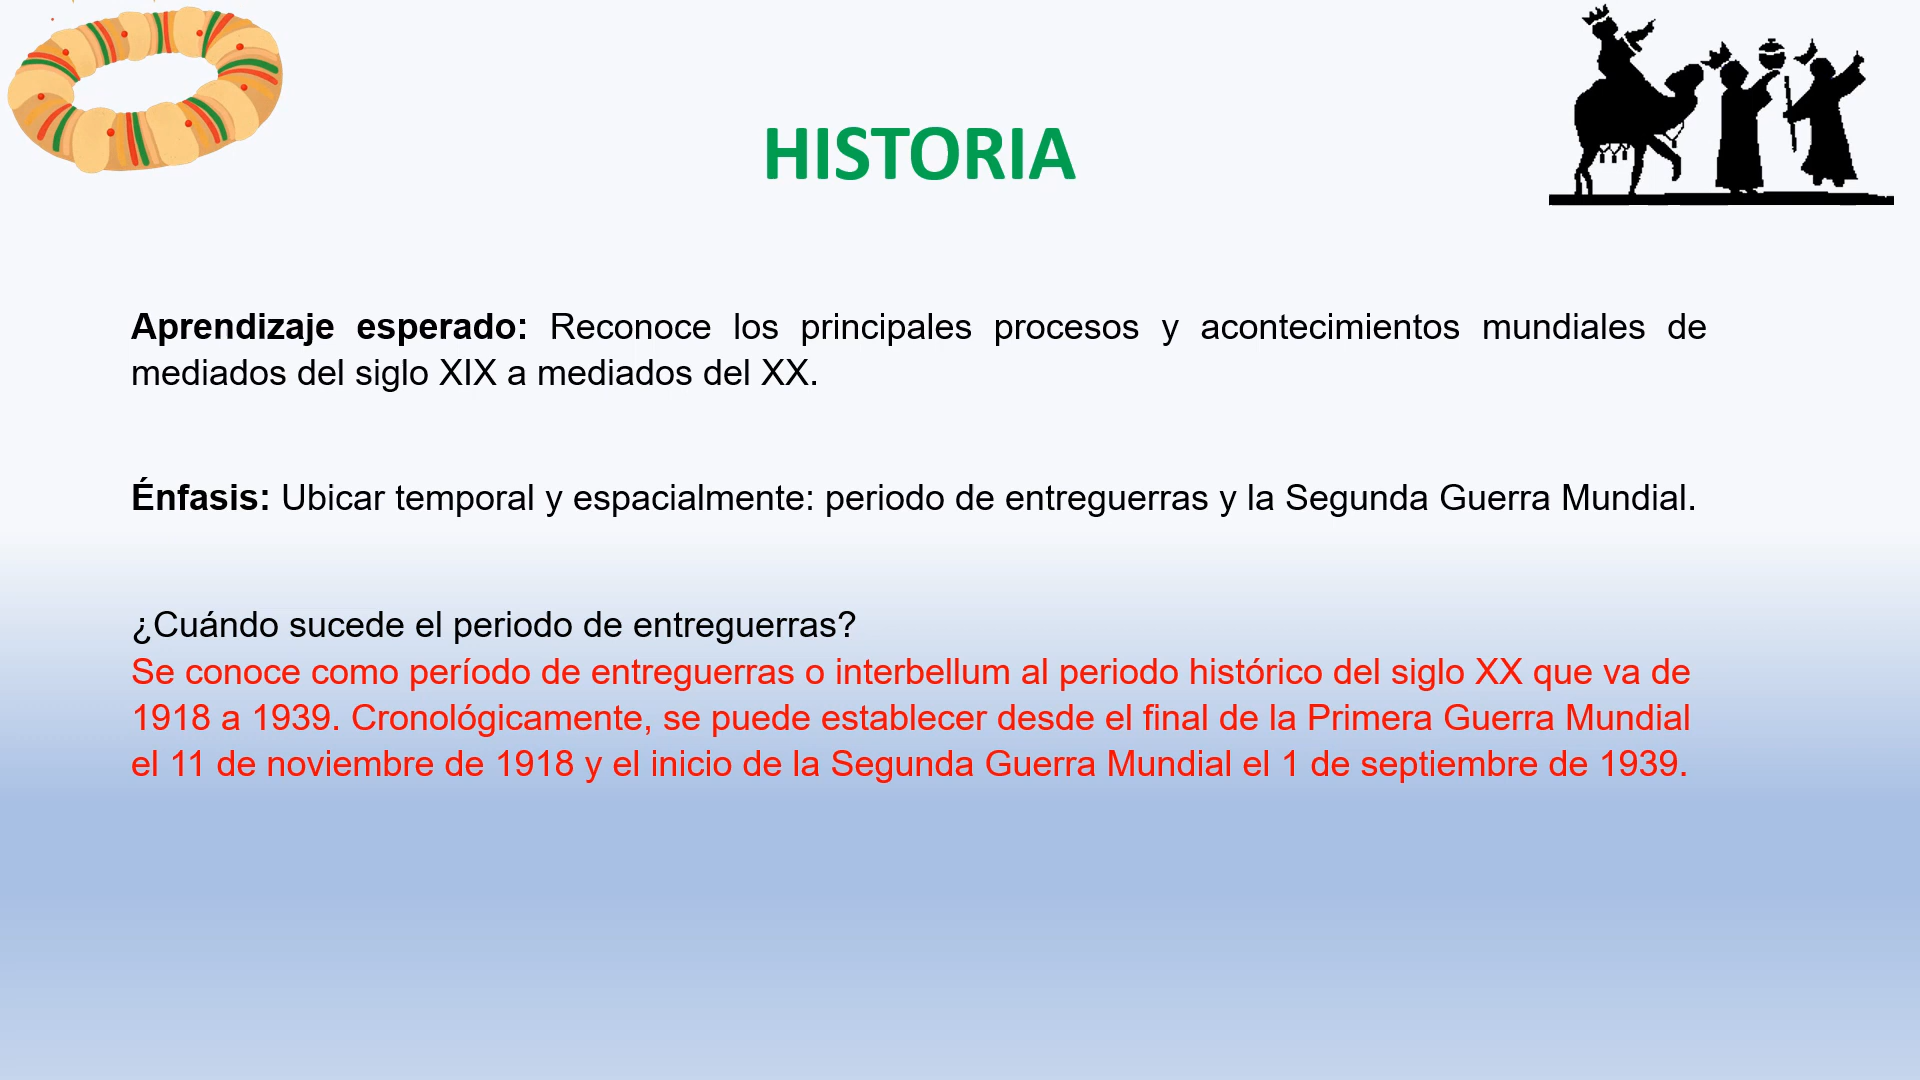 HISTORIA
Aprendizaje esperado: Reconoce los principales procesos y acontecimientos mundiales de
mediados del siglo XIX a mediados del XX.
Énfasis: Ubicar temporal y espacialmente: periodo de entreguerras y la Segunda Guerra Mundial.
¿Cuándo sucede el periodo de entreguerras?
Se conoce como período de entreguerras o interbellum al periodo histórico del siglo XX que va de
1918 a 1939. Cronológicamente, se puede establecer desde el final de la Primera Guerra Mundial
el 11 de noviembre de 1918 y el inicio de la Segunda Guerra Mundial el 1 de septiembre de 1939.